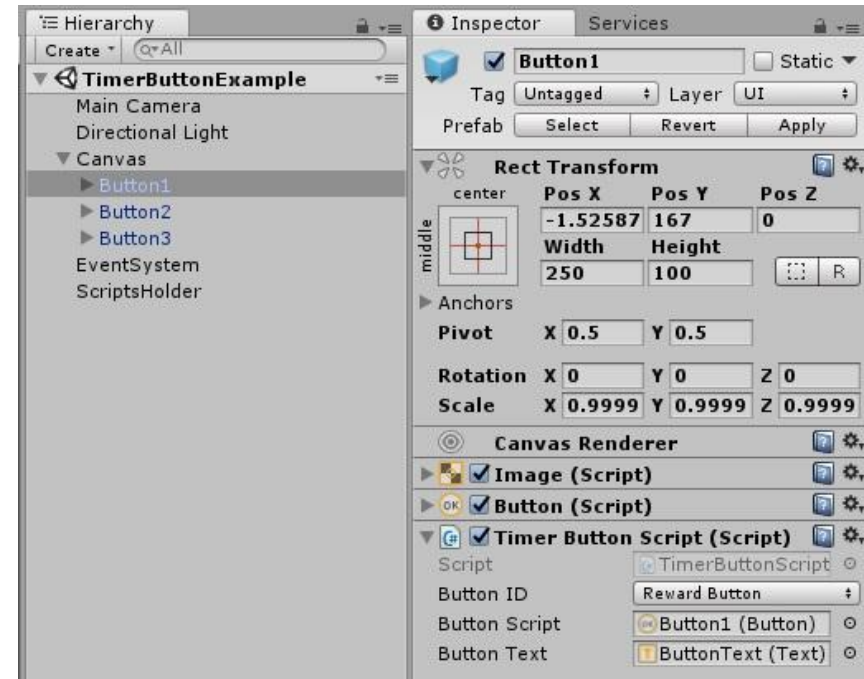 Hierarchy
Create
All
TimerButtonExample
Main Camera
Directional Light
Canvas
Button1
Button2
Button3
EventSystem
ScriptsHolder
Inspector Services
Button1 Static
Tag Untagged Layer UI
Prefab Select Revert Apply
Rect Transform
center Pos X Pos Y Pos Z
middle
-1.52587 167 0
Width Height
250 100 R
Anchors
Pivot X 0.5 Y 0.5
Rotation X 0 Y 0 Z 0
Scale X 0.9999 Y 0.9999 Z 0.9999
Canvas Renderer
Image (Script)
OK Button (Script)
C# Timer Button Script (Script)
Script TimerButtonScript
Button ID Reward Button
Button Script Button1 (Button)
Button Text ButtonText (Text)